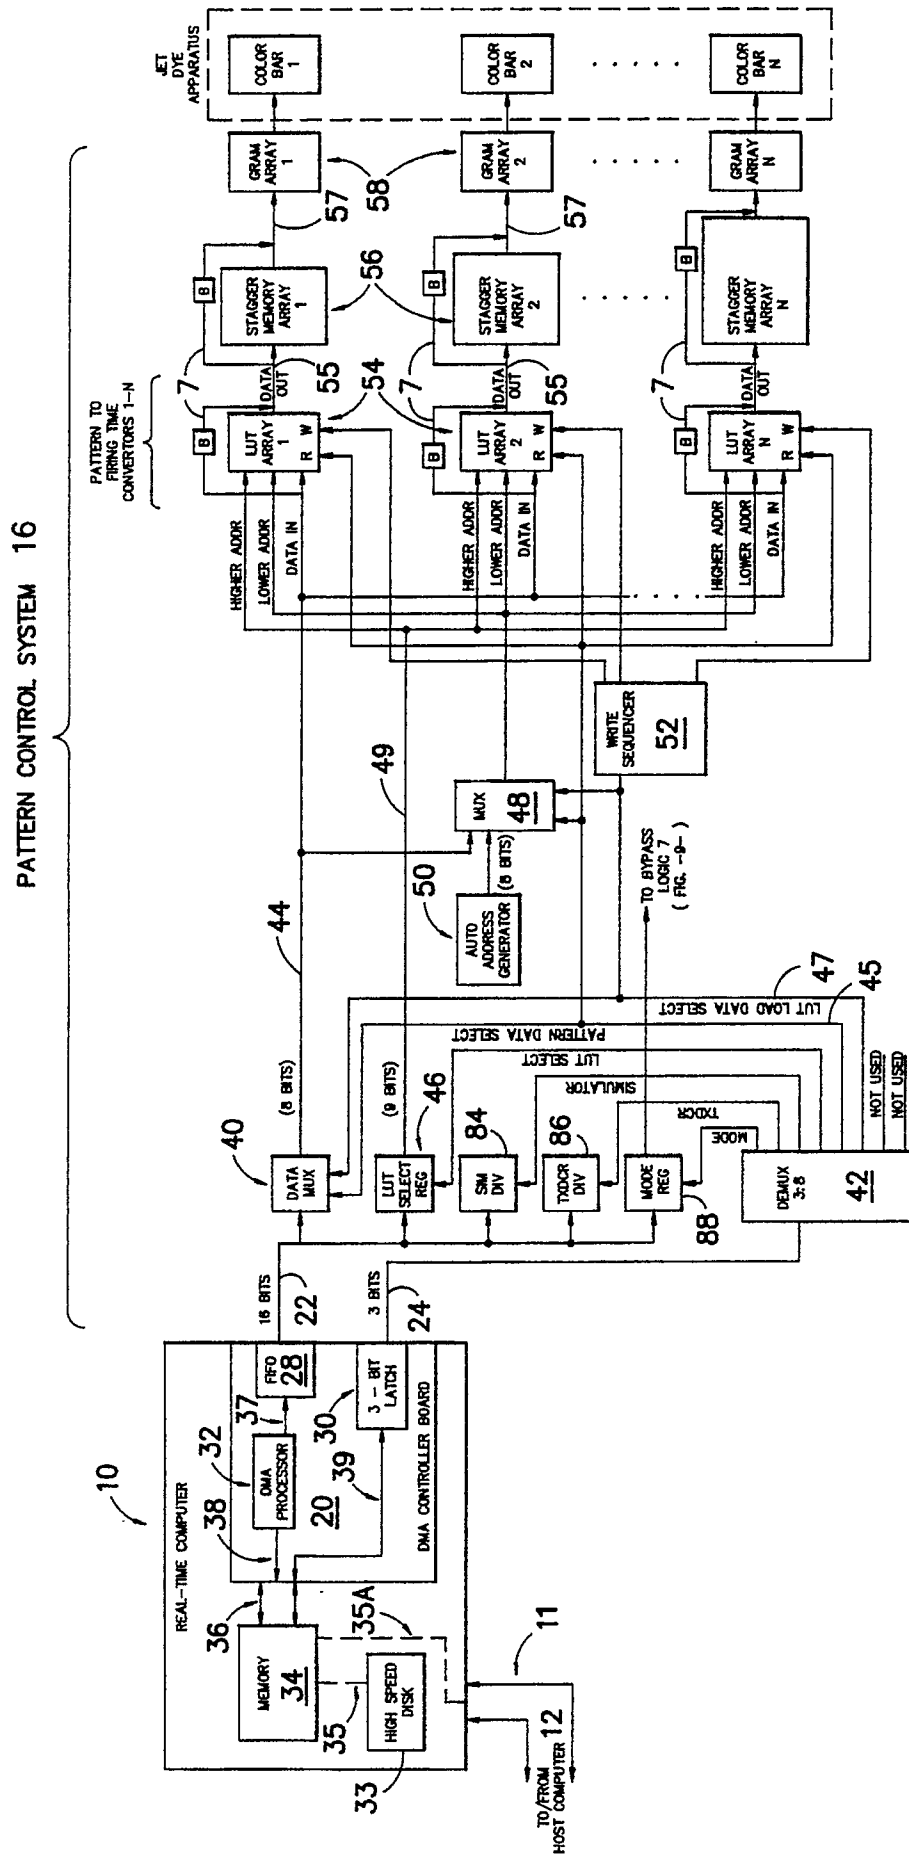 PATTERN CONTROL SYSTEM 16
10
REAL-TIME COMPUTER
MEMORY
34
36
38
32
DMA
PROCESSOR
37
FIFO
28
20
30
3 - BIT
LATCH
39
DMA CONTROLLER BOARD
35
35A
HIGH SPEED
DISK
33
11
TO/FROM
HOST COMPUTER 12
16 BITS
22
3 BITS
24
40
DATA
MUX
(8 BITS)
44
LUT
SELECT
REG
46
(9 BITS)
49
SIM
DIV
84
TXDCR
DIV
86
MODE
REG
88
DEMUX
3:8
42
MODE
TXDCR
SIMULATOR
LUT SELECT
PATTERN DATA SELECT
LUT LOAD DATA SELECT
47
45
NOT USED
NOT USED
TO BYPASS
LOGIC 7
( FIG. -9- )
50
AUTO
ADDRESS
GENERATOR
(8 BITS)
MUX
48
WRITE
SEQUENCER
52
PATTERN TO
FIRING TIME
CONVERTORS 1-N
HIGHER ADDR
LOWER ADDR
DATA IN
B
7
LUT
ARRAY
1
R W
54
DATA
OUT
55
B
STAGGER
MEMORY
ARRAY
1
56
57
GRAM
ARRAY
1
58
JET
DYE
APPARATUS
COLOR
BAR
1
HIGHER ADDR
LOWER ADDR
DATA IN
B
7
LUT
ARRAY
2
R W
DATA
OUT
55
B
STAGGER
MEMORY
ARRAY
2
57
GRAM
ARRAY
2
COLOR
BAR
2
HIGHER ADDR
LOWER ADDR
DATA IN
B
7
LUT
ARRAY
N
R W
DATA
OUT
B
STAGGER
MEMORY
ARRAY
N
GRAM
ARRAY
N
COLOR
BAR
N